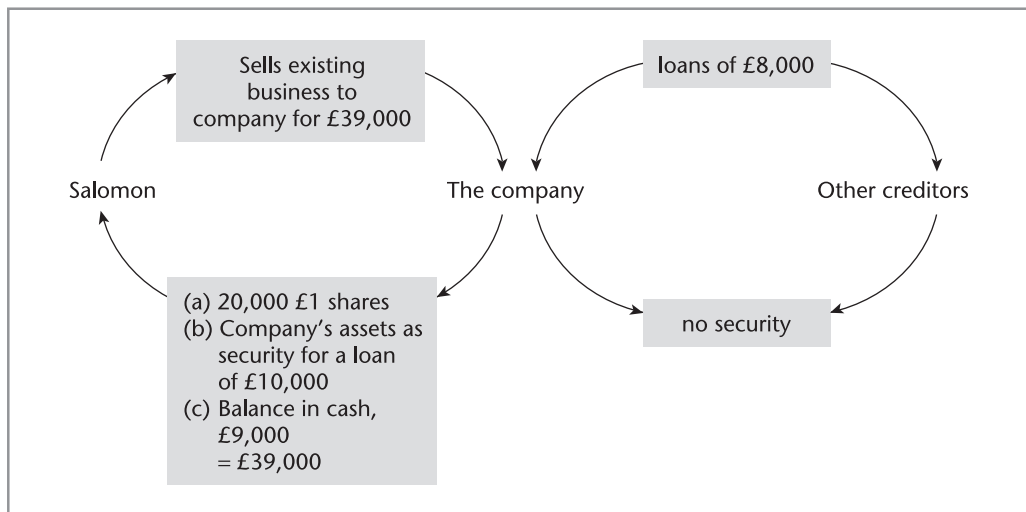 Sells existing
business to
company for £39,000
loans of £8,000
Salomon
The company
Other creditors
(a) 20,000 £1 shares
(b) Company’s assets as
security for a loan
of £10,000
(c) Balance in cash,
£9,000
= £39,000
no security